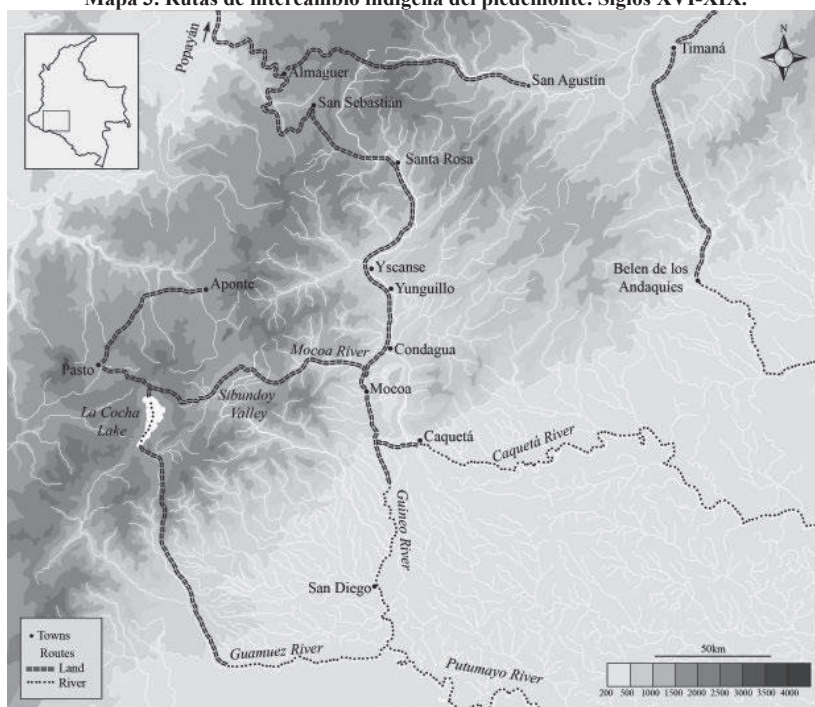 Mapa 3. Rutas de intercambio indígena del piedemonte. Siglos XVI-XIX.
N
Popayán
Timaná
Almaguer
San Agustín
San Sebastián
Santa Rosa
Yscanse
Belen de los
Andaquies
Aponte
Yunguillo
Mocoa River
Condagua
Pasto
Sibundoy
Valley
Mocoa
La Cocha
Lake
Caquetá
Caquetá River
Guineo River
San Diego
Guamuez River
Putumayo River
Towns
Routes
Land
River
50km
200 500 1000 1500 2000 2500 3000 3500 4000